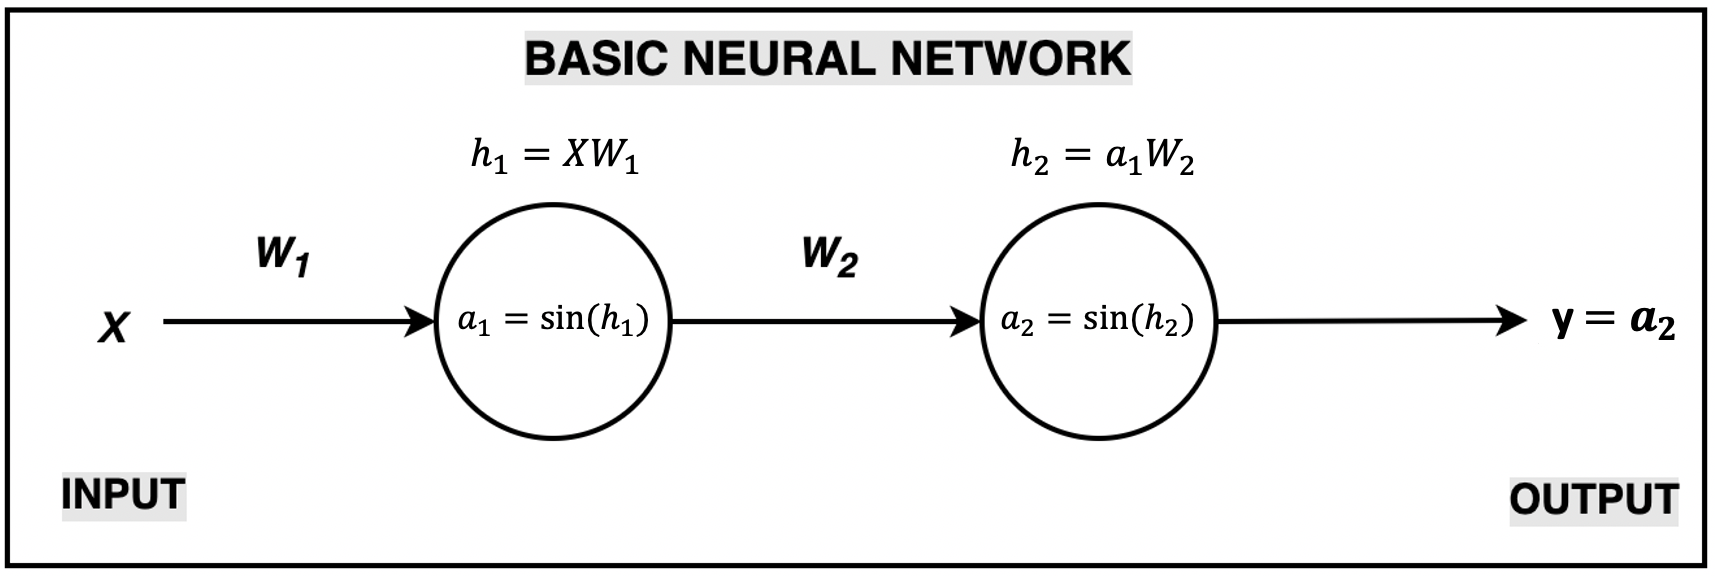 BASIC NEURAL NETWORK
h₁ = XW₁
h₂ = a₁W₂
W₁
W₂
X
a₁ = sin(h₁)
a₂ = sin(h₂)
y = a₂
INPUT
OUTPUT